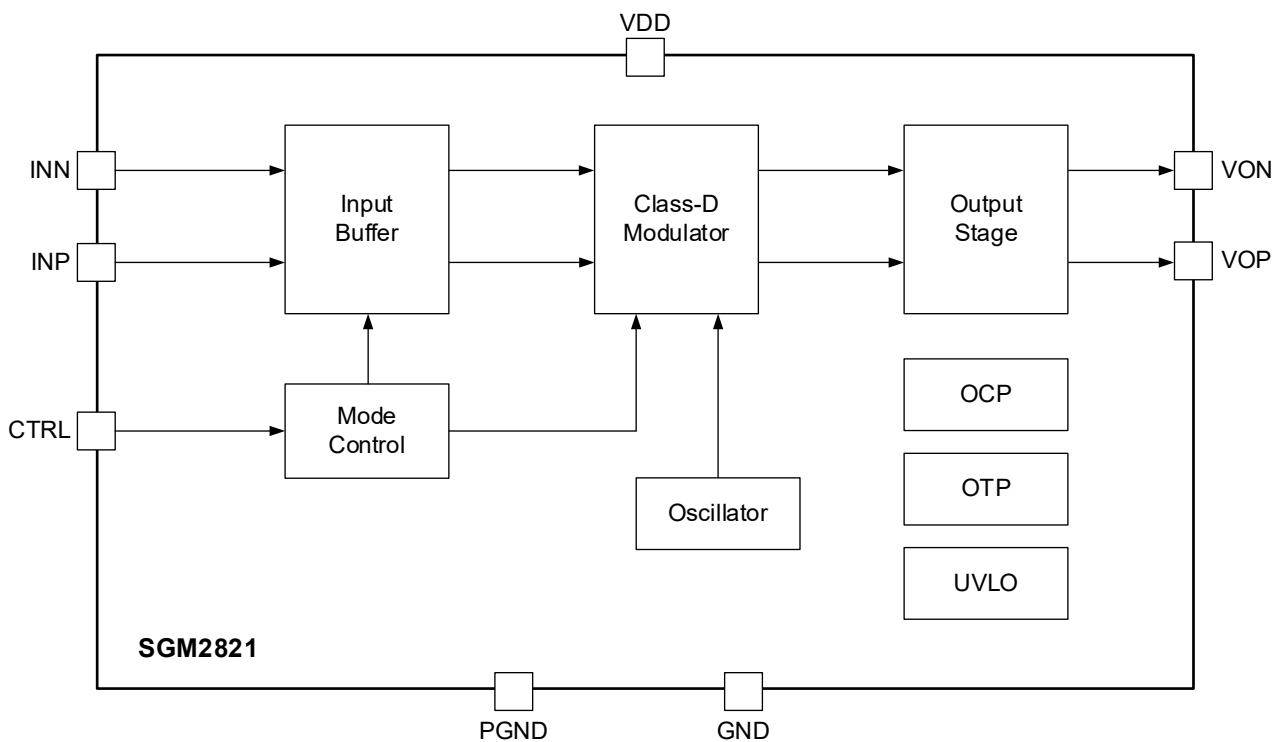 VDD
INN
INP
CTRL
Input
Buffer
Class-D
Modulator
Output
Stage
VON
VOP
Mode
Control
Oscillator
OCP
OTP
UVLO
SGM2821
PGND
GND